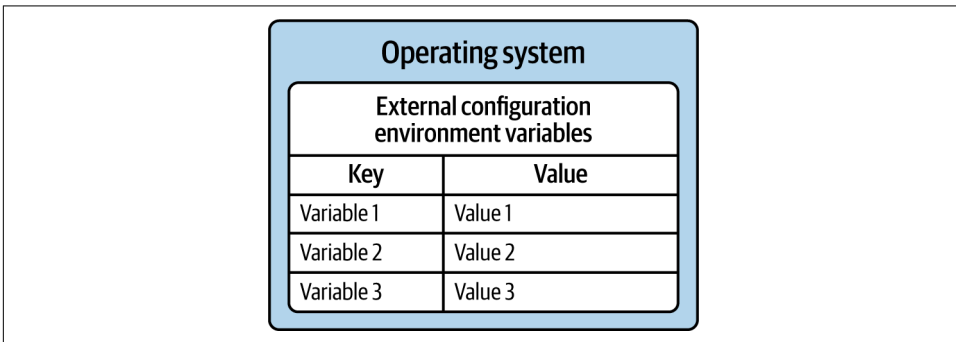 Operating system
External configuration
environment variables
Key Value
Variable 1 Value 1
Variable 2 Value 2
Variable 3 Value 3